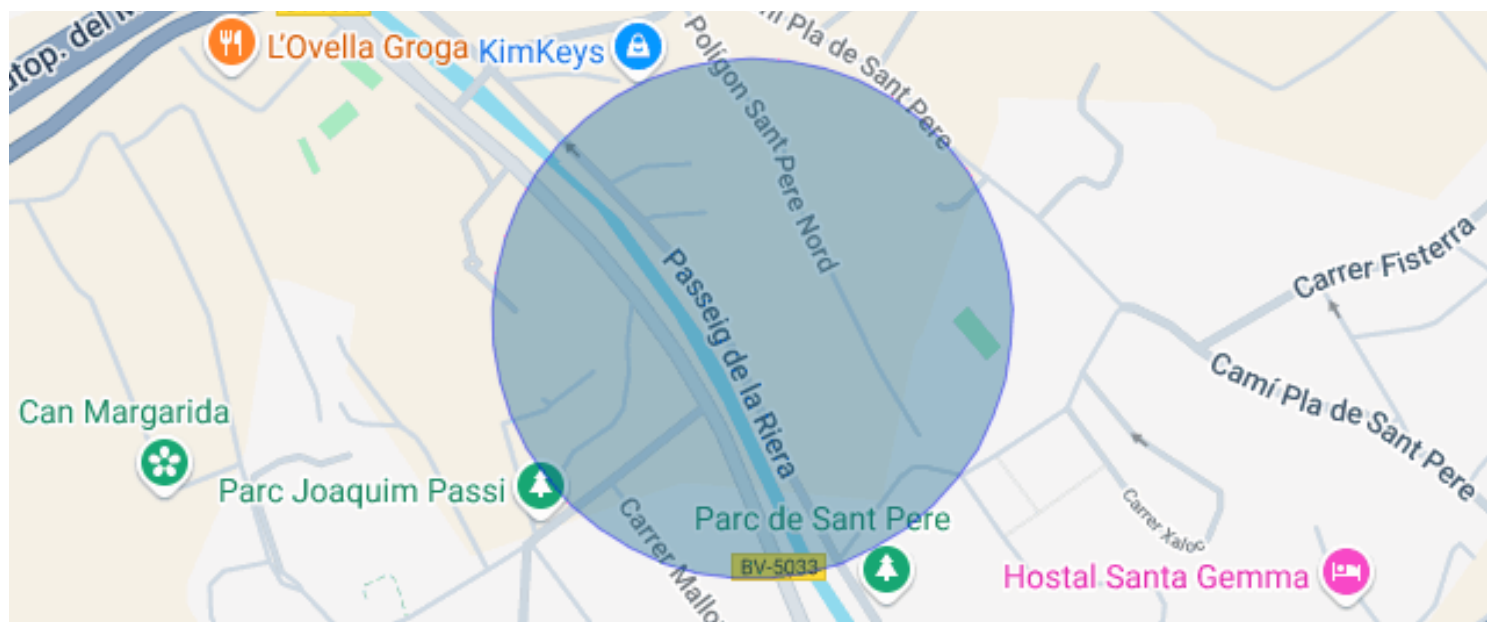 L'Ovella Groga
KimKeys
Polígon Sant Pere Nord
Pla de Sant Pere
Passeig de la Riera
Carrer Fisterra
Camí Pla de Sant Pere
Can Margarida
Parc Joaquim Passi
Parc de Sant Pere
Carrer Xaloc
BV-5033
Hostal Santa Gemma
Carrer